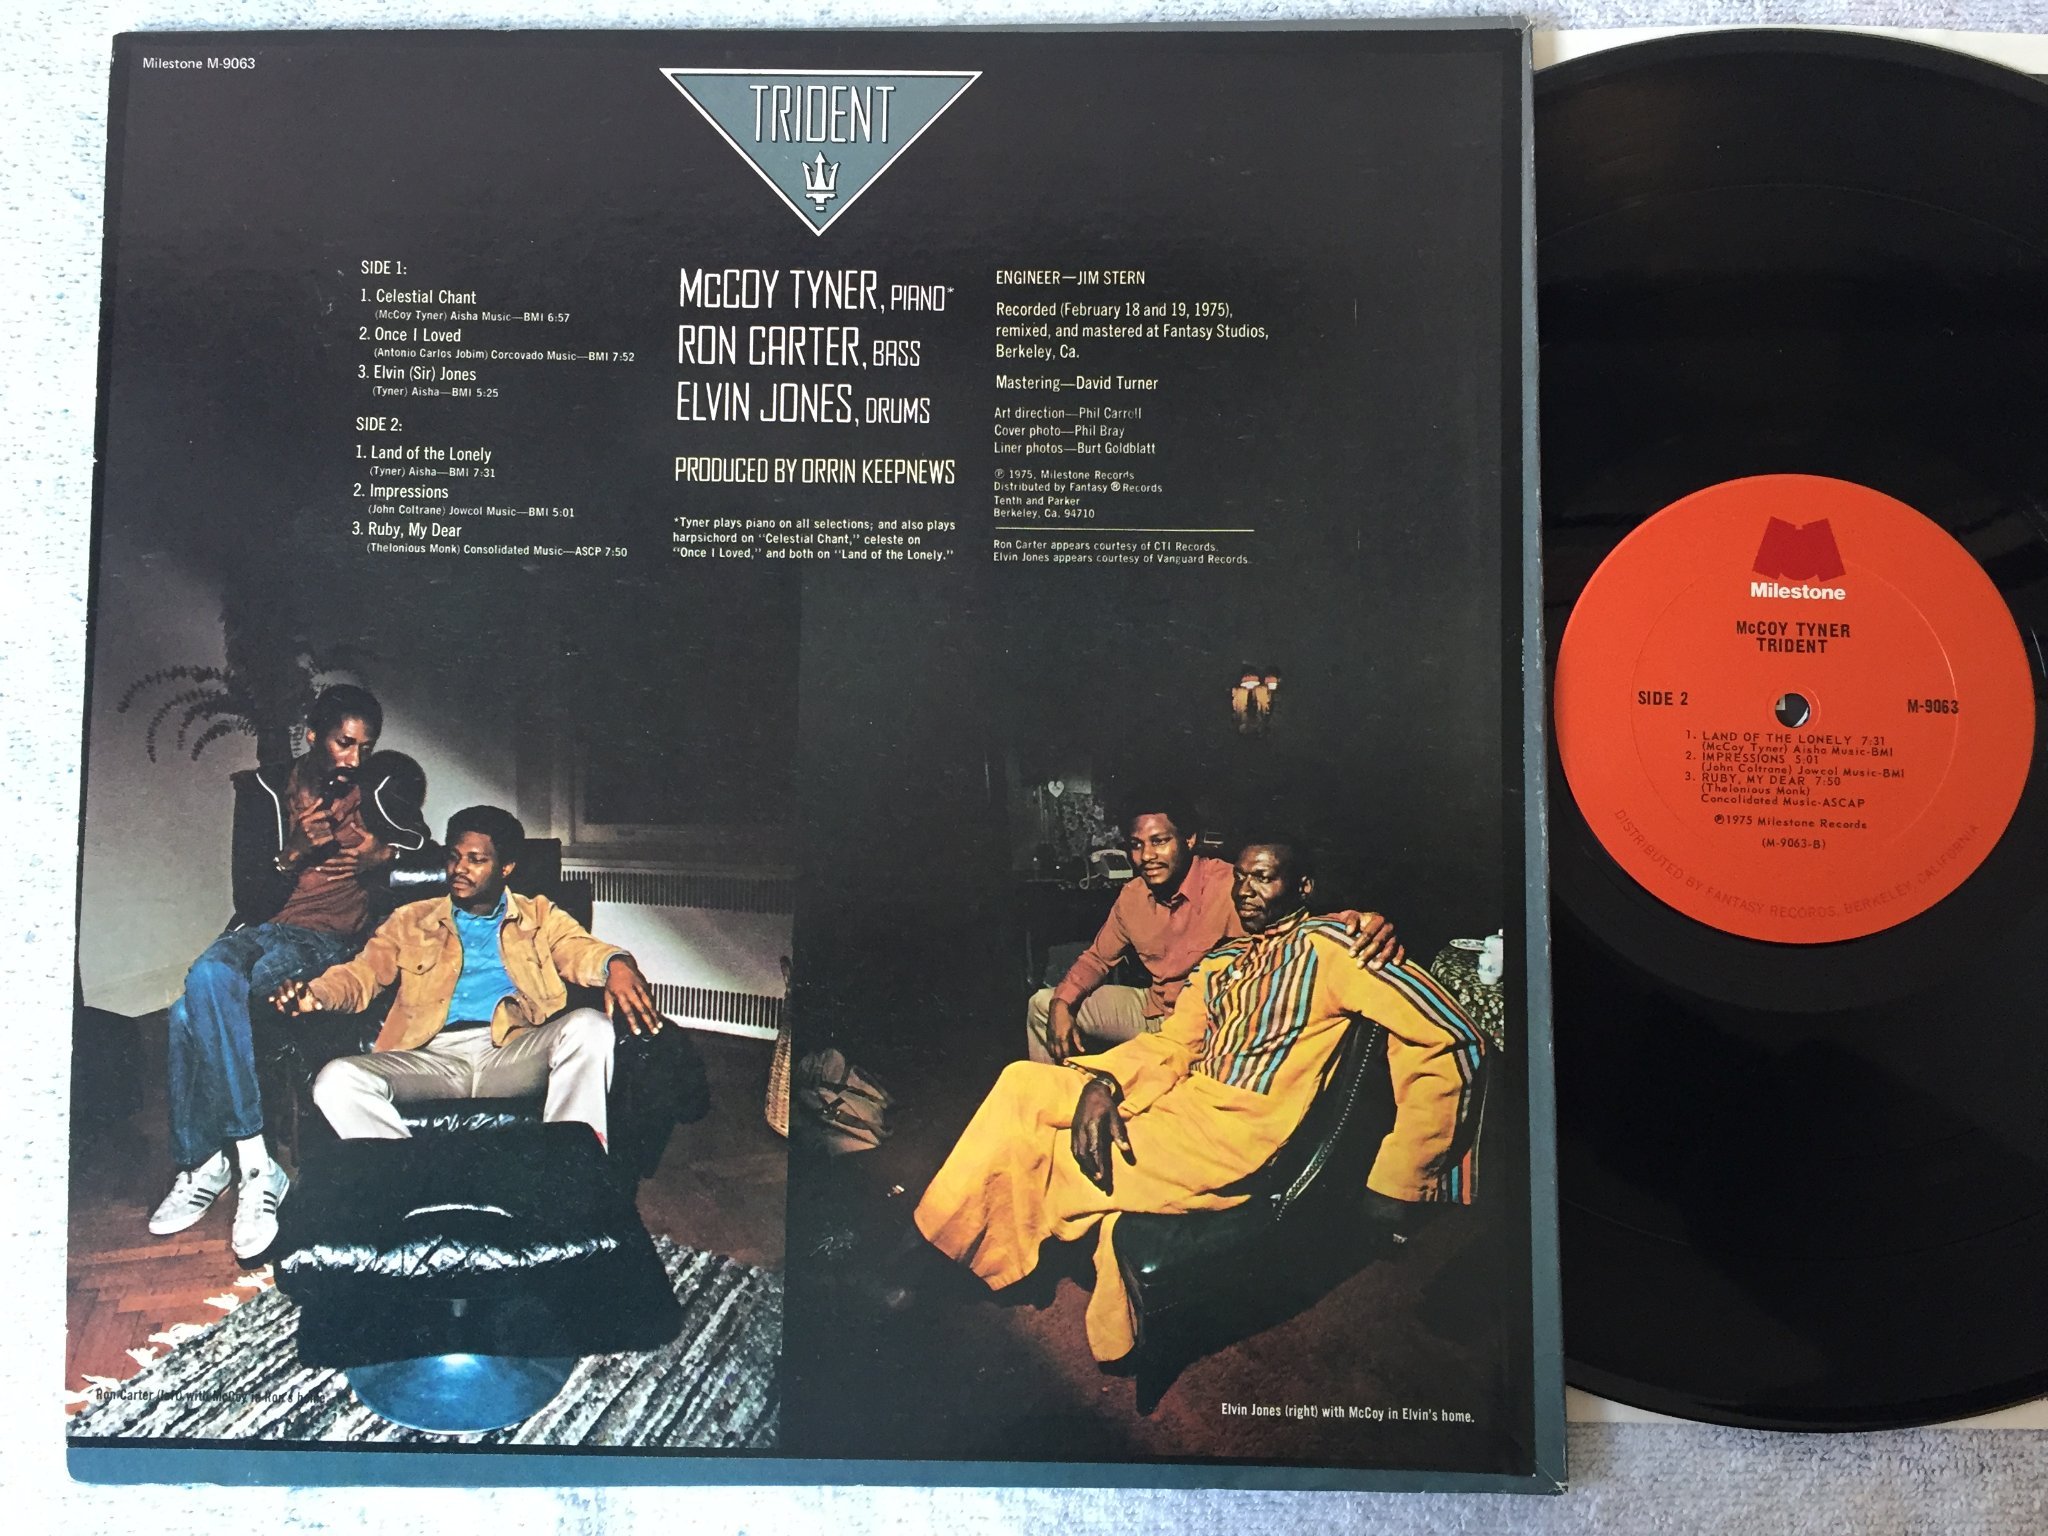 Milestone M-9063
TRIDENT
SIDE 1:
1. Celestial Chant
(McCoy Tyner) Aisha Music—BMI 6:57
2. Once I Loved
(Antonio Carlos Jobim) Corcovado Music—BMI 7:52
3. Elvin (Sir) Jones
(Tyner) Aisha—BMI 5:25
SIDE 2:
1. Land of the Lonely
(Tyner) Aisha—BMI 7:31
2. Impressions
(John Coltrane) Jowcol Music—BMI 5:01
3. Ruby, My Dear
(Thelonious Monk) Consolidated Music—ASCP 7:50
McCOY TYNER, PIANO*
RON CARTER, BASS
ELVIN JONES, DRUMS
PRODUCED BY ORRIN KEEPNEWS
*Tyner plays piano on all selections; and also plays
harpsichord on "Celestial Chant," celeste on
"Once I Loved," and both on "Land of the Lonely."
ENGINEER—JIM STERN
Recorded (February 18 and 19, 1975),
remixed, and mastered at Fantasy Studios,
Berkeley, Ca.
Mastering—David Turner
Art direction—Phil Carroll
Cover photo—Phil Bray
Liner photos—Burt Goldblatt
℗ 1975, Milestone Records
Distributed by Fantasy ® Records
Tenth and Parker
Berkeley, Ca. 94710
Ron Carter appears courtesy of CTI Records.
Elvin Jones appears courtesy of Vanguard Records.
Ron Carter (left) with McCoy in Ron's home.
Elvin Jones (right) with McCoy in Elvin's home.
Milestone
McCOY TYNER
TRIDENT
SIDE 2
M-9063
1. LAND OF THE LONELY 7:31
(McCoy Tyner) Aisha Music-BMI
2. IMPRESSIONS 5:01
(John Coltrane) Jowcol Music-BMI
3. RUBY, MY DEAR 7:50
(Thelonious Monk)
Consolidated Music-ASCAP
℗1975 Milestone Records
(M-9063-B)
DISTRIBUTED BY FANTASY RECORDS, BERKELEY, CALIFORNIA